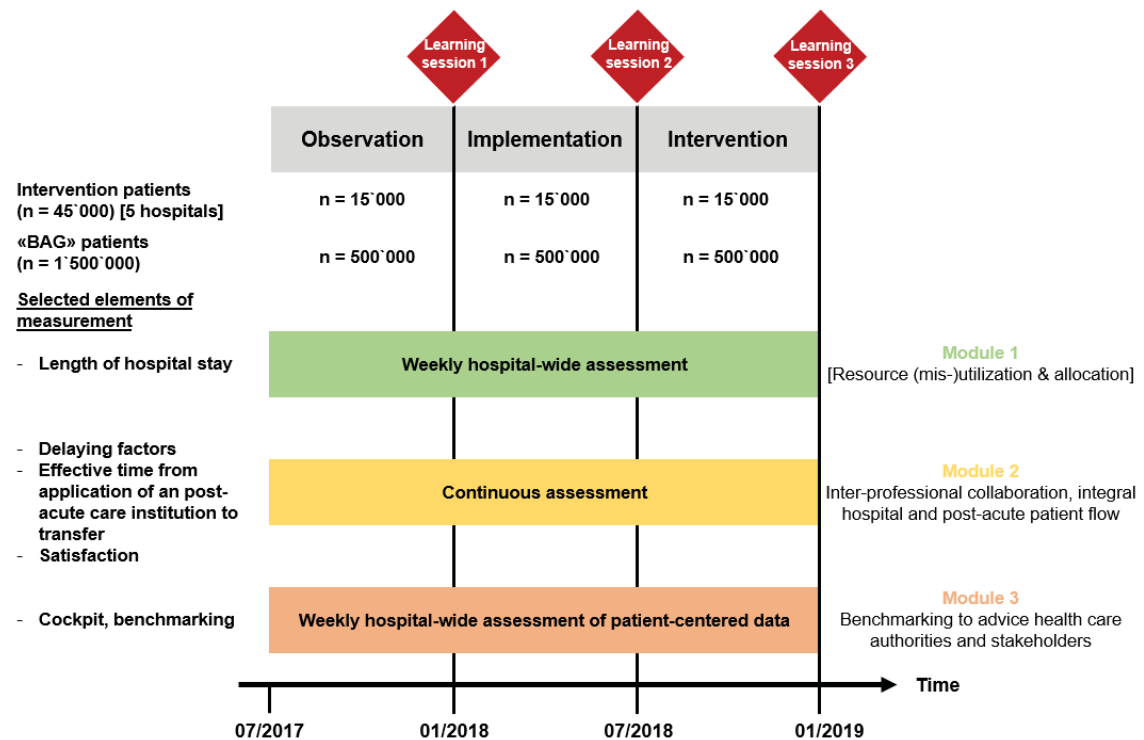 Learning
session 1
Learning
session 2
Learning
session 3
Observation
Implementation
Intervention
Intervention patients
(n = 45`000) [5 hospitals]
n = 15`000
n = 15`000
n = 15`000
«BAG» patients
(n = 1`500`000)
n = 500`000
n = 500`000
n = 500`000
Selected elements of
measurement
- Length of hospital stay
Weekly hospital-wide assessment
Module 1
[Resource (mis-)utilization & allocation]
- Delaying factors
- Effective time from
application of an post-
acute care institution to
transfer
- Satisfaction
Continuous assessment
Module 2
Inter-professional collaboration, integral
hospital and post-acute patient flow
- Cockpit, benchmarking
Weekly hospital-wide assessment of patient-centered data
Module 3
Benchmarking to advice health care
authorities and stakeholders
Time
07/2017
01/2018
07/2018
01/2019